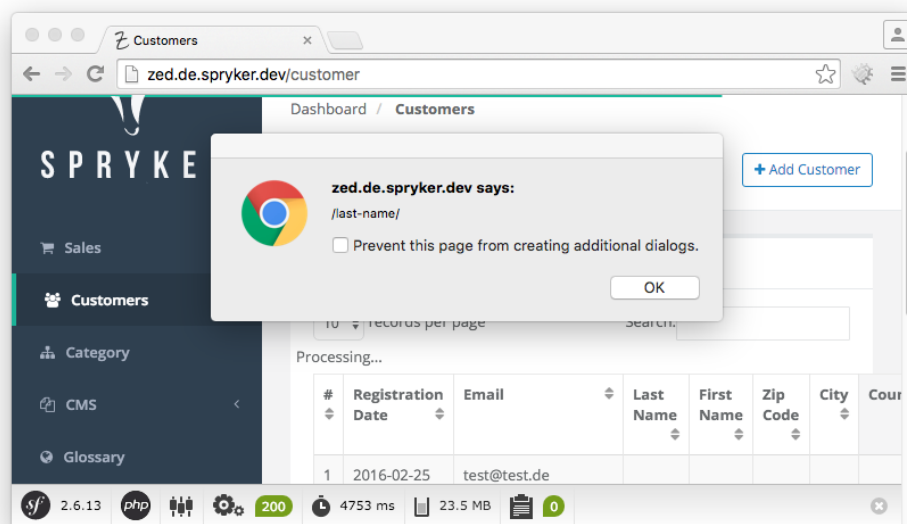 Customers
zed.de.spryker.dev/customer
Dashboard / Customers
SPRYKE
+ Add Customer
zed.de.spryker.dev says:
/last-name/
Prevent this page from creating additional dialogs.
OK
Sales
Customers
Category
CMS
Glossary
10 records per page Search:
Processing...
# Registration Date Email Last Name First Name Zip Code City Coun
1 2016-02-25 test@test.de
sf 2.6.13 php 200 4753 ms 23.5 MB 0